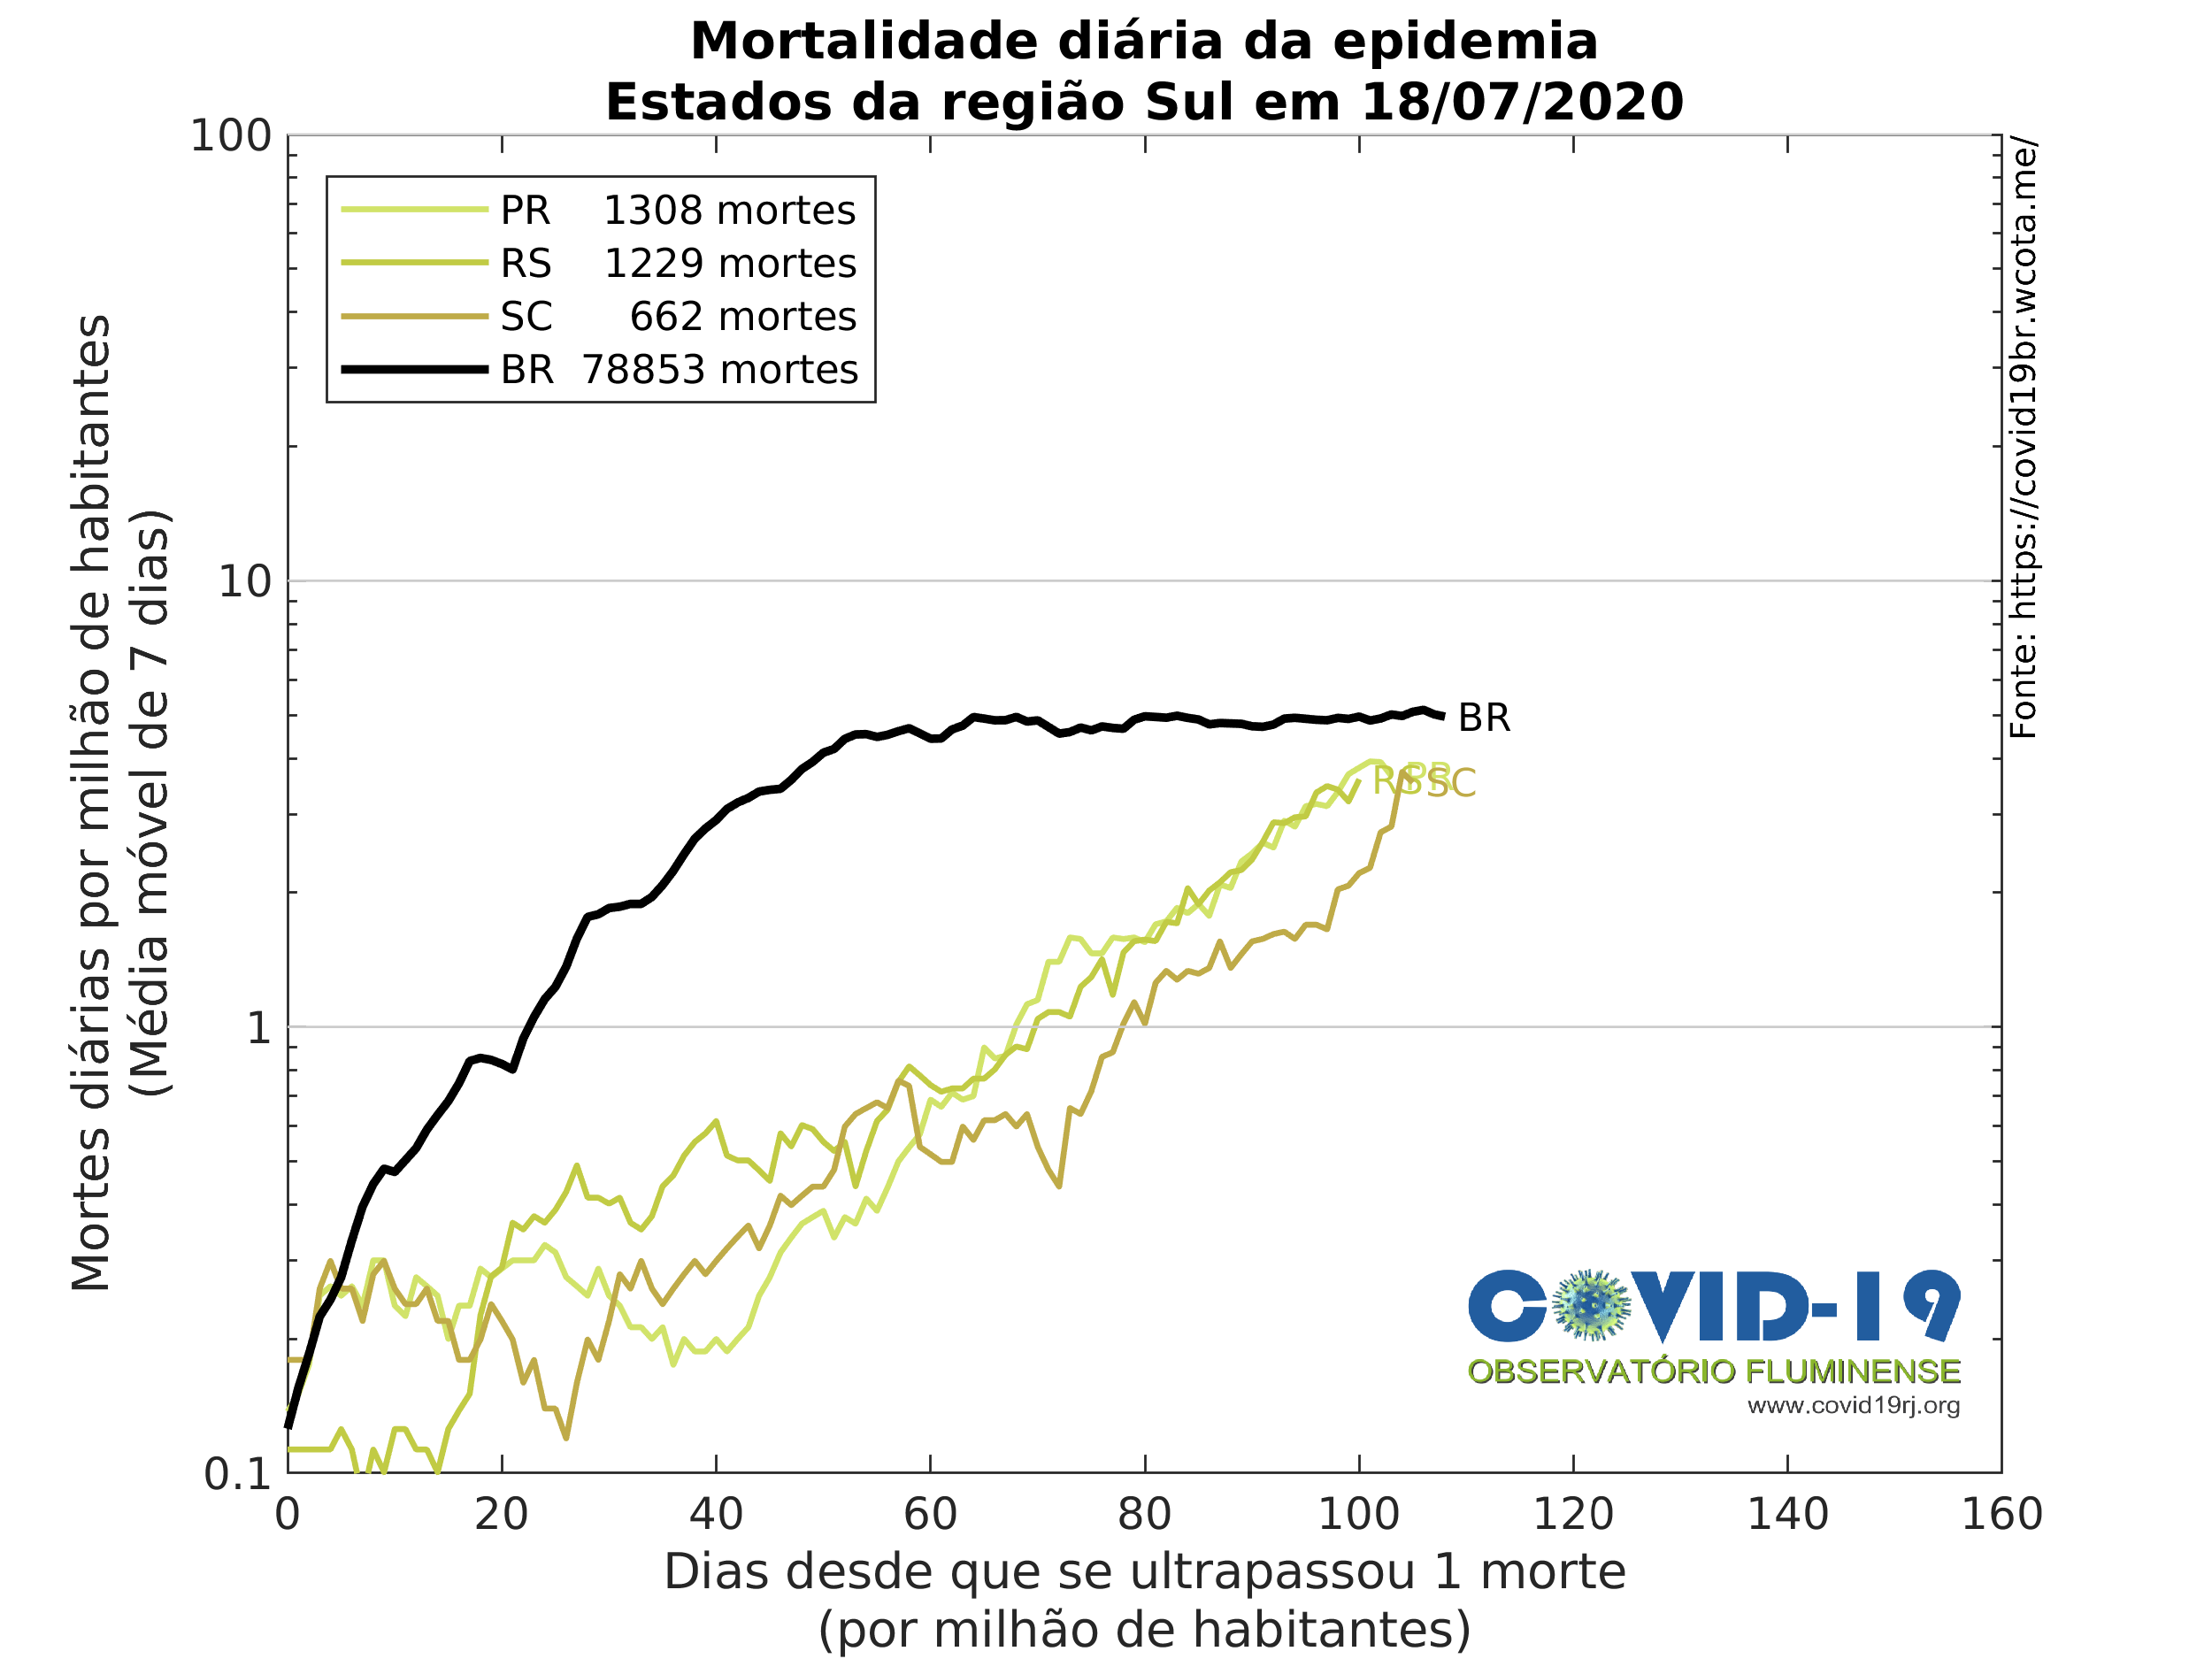 Mortalidade diária da epidemia
Estados da região Sul em 18/07/2020
100
10
1
0.1
Mortes diárias por milhão de habitantes
(Média móvel de 7 dias)
PR 1308 mortes
RS 1229 mortes
SC 662 mortes
BR 78853 mortes
BR
RS PR SC
Fonte: https://covid19br.wcota.me/
COVID-19
OBSERVATÓRIO FLUMINENSE
www.covid19rj.org
0 20 40 60 80 100 120 140 160
Dias desde que se ultrapassou 1 morte
(por milhão de habitantes)